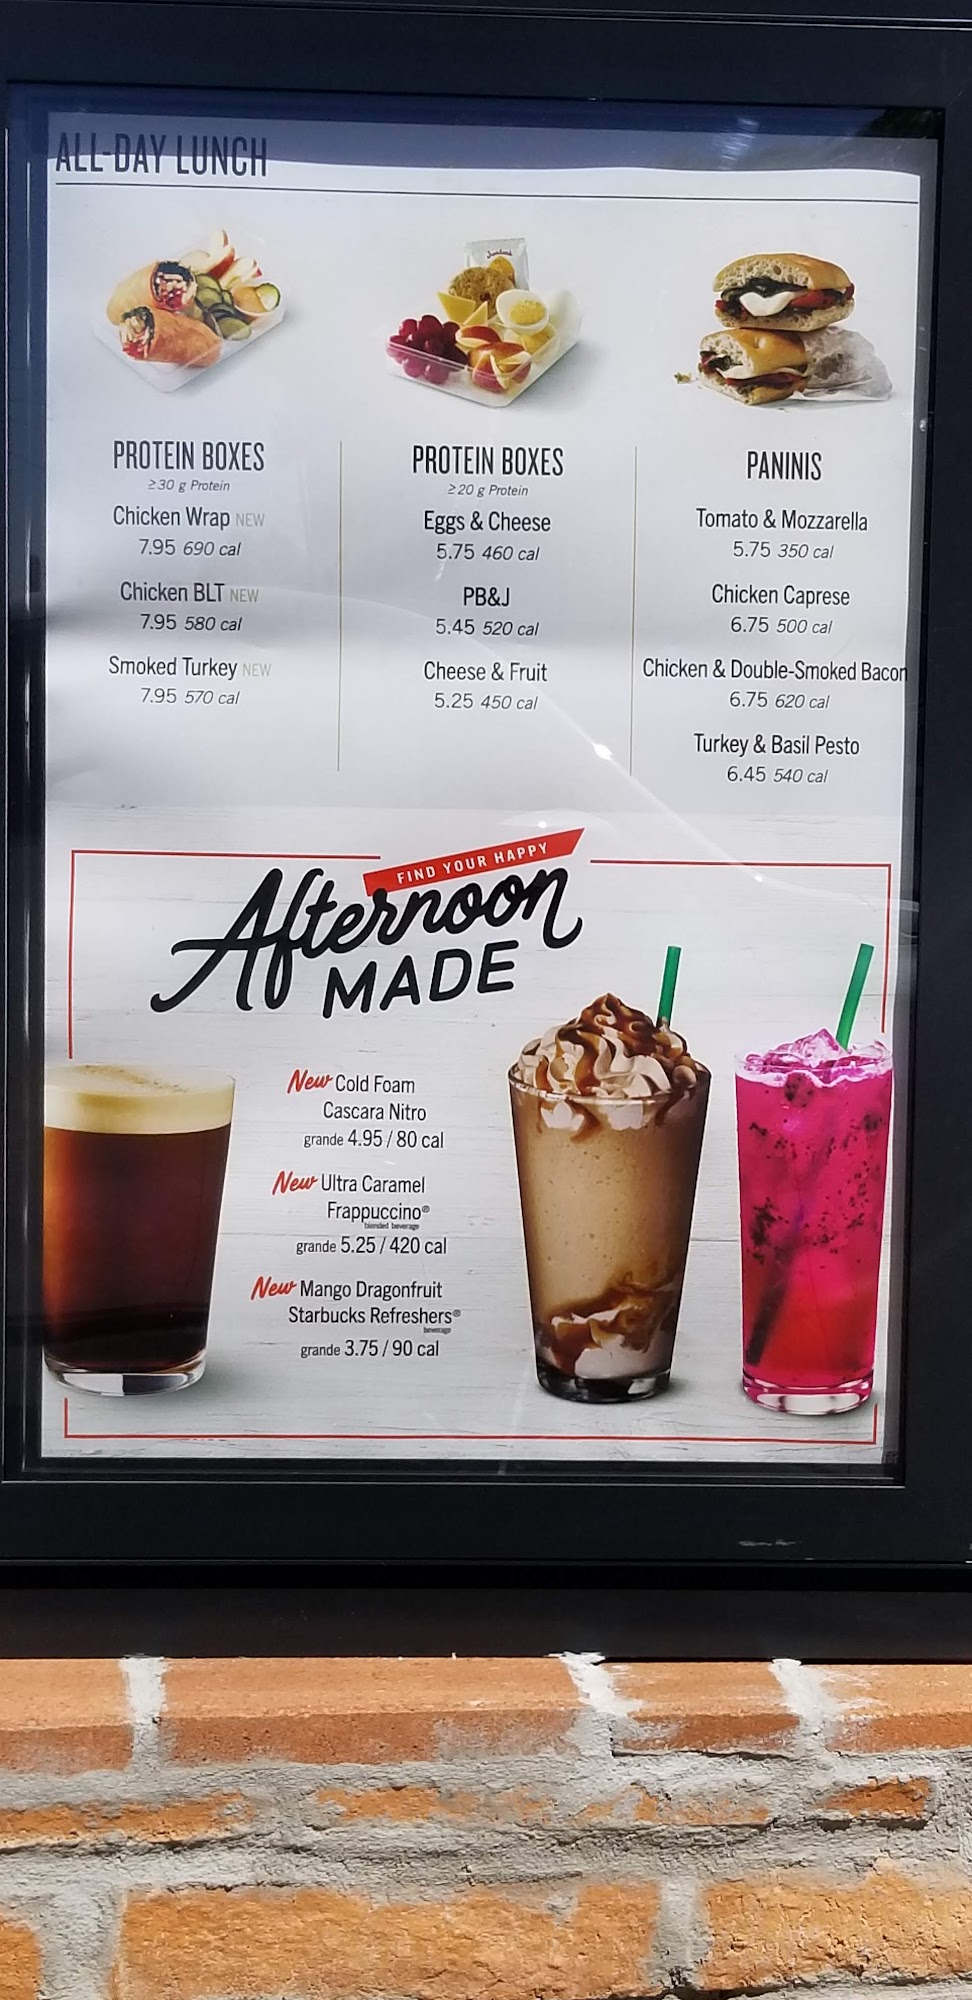 ALL-DAY LUNCH
PROTEIN BOXES
≥30 g Protein
Chicken Wrap NEW
7.95 690 cal
Chicken BLT NEW
7.95 580 cal
Smoked Turkey NEW
7.95 570 cal
PROTEIN BOXES
≥20 g Protein
Eggs & Cheese
5.75 460 cal
PB&J
5.45 520 cal
Cheese & Fruit
5.25 450 cal
PANINIS
Tomato & Mozzarella
5.75 350 cal
Chicken Caprese
6.75 500 cal
Chicken & Double-Smoked Bacon
6.75 620 cal
Turkey & Basil Pesto
6.45 540 cal
FIND YOUR HAPPY
Afternoon
MADE
New Cold Foam
Cascara Nitro
grande 4.95 / 80 cal
New Ultra Caramel
Frappuccino®
blended beverage
grande 5.25 / 420 cal
New Mango Dragonfruit
Starbucks Refreshers®
beverage
grande 3.75 / 90 cal